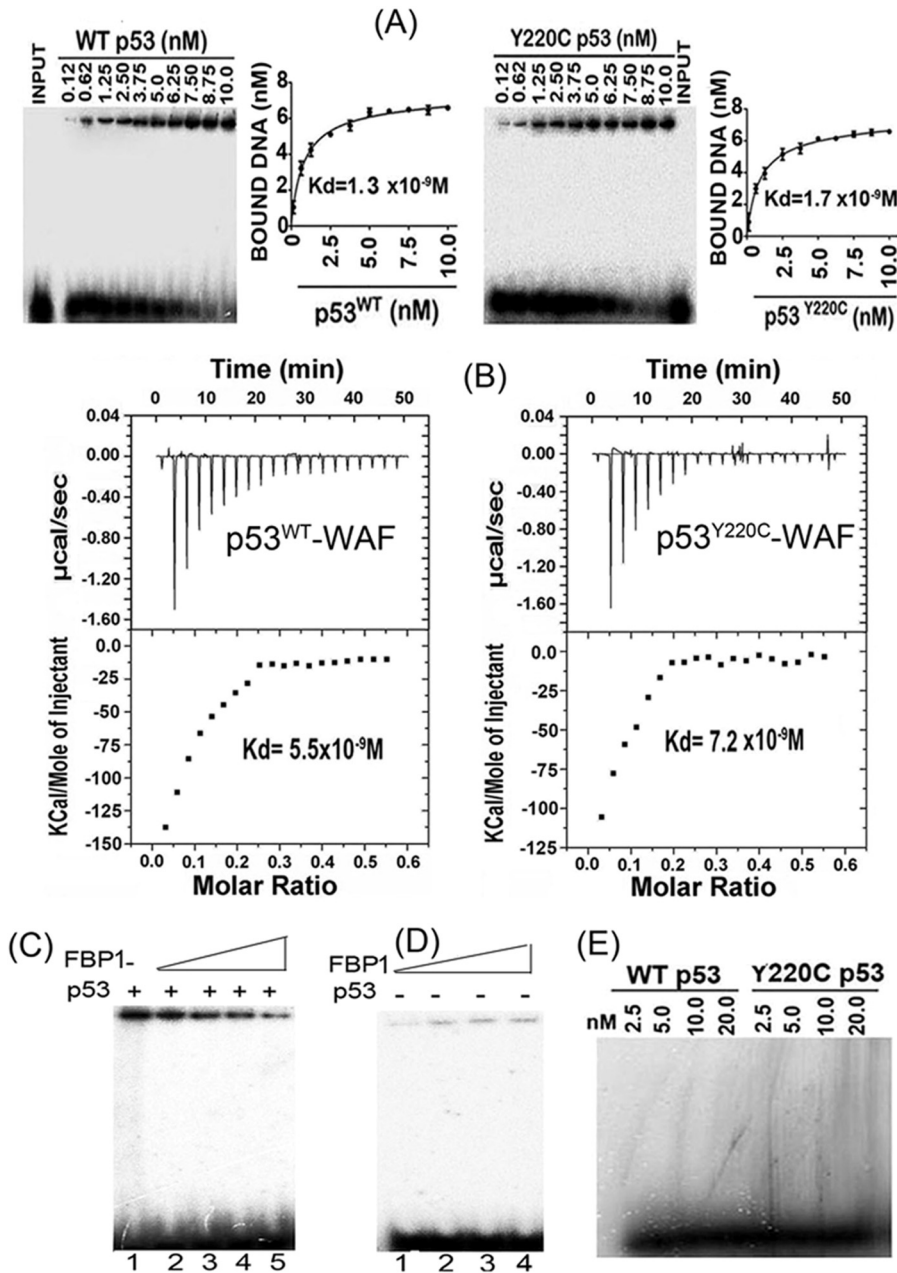 (A)
WT p53 (nM)
INPUT 0.12 0.62 1.25 2.50 3.75 5.0 6.25 7.50 8.75 10.0
BOUND DNA (nM)
8
6
4
2
0
Kd=1.3 x10⁻⁹M
0 2.5 5.0 7.5 10.0
p53ᵂᵀ (nM)
Y220C p53 (nM)
0.12 0.62 1.25 2.50 3.75 5.0 6.25 7.50 8.75 10.0 INPUT
BOUND DNA (nM)
8
6
4
2
0
Kd=1.7 x10⁻⁹M
0 2.5 5.0 7.5 10.0
p53 ʸ²²⁰ᶜ (nM)
(B)
Time (min)
0 10 20 30 40 50
0.04
0.00
-0.40
-0.80
-1.20
-1.60
µcal/sec
p53ᵂᵀ-WAF
0.0
-25
-50
-75
-100
-125
-150
KCal/Mole of Injectant
Kd= 5.5x10⁻⁹M
0.0 0.1 0.2 0.3 0.4 0.5 0.6
Molar Ratio
Time (min)
0 10 20 30 40 50
0.04
0.00
-0.40
-0.80
-1.20
-1.60
µcal/sec
p53ʸ²²⁰ᶜ-WAF
0.0
-25
-50
-75
-100
-125
KCal/Mole of Injectant
Kd= 7.2 x10⁻⁹M
0.0 0.1 0.2 0.3 0.4 0.5 0.6
Molar Ratio
(C)
FBP1-
p53 + + + + +
1 2 3 4 5
(D)
FBP1
p53 - - - -
1 2 3 4
(E)
WT p53 Y220C p53
nM 2.5 5.0 10.0 20.0 2.5 5.0 10.0 20.0